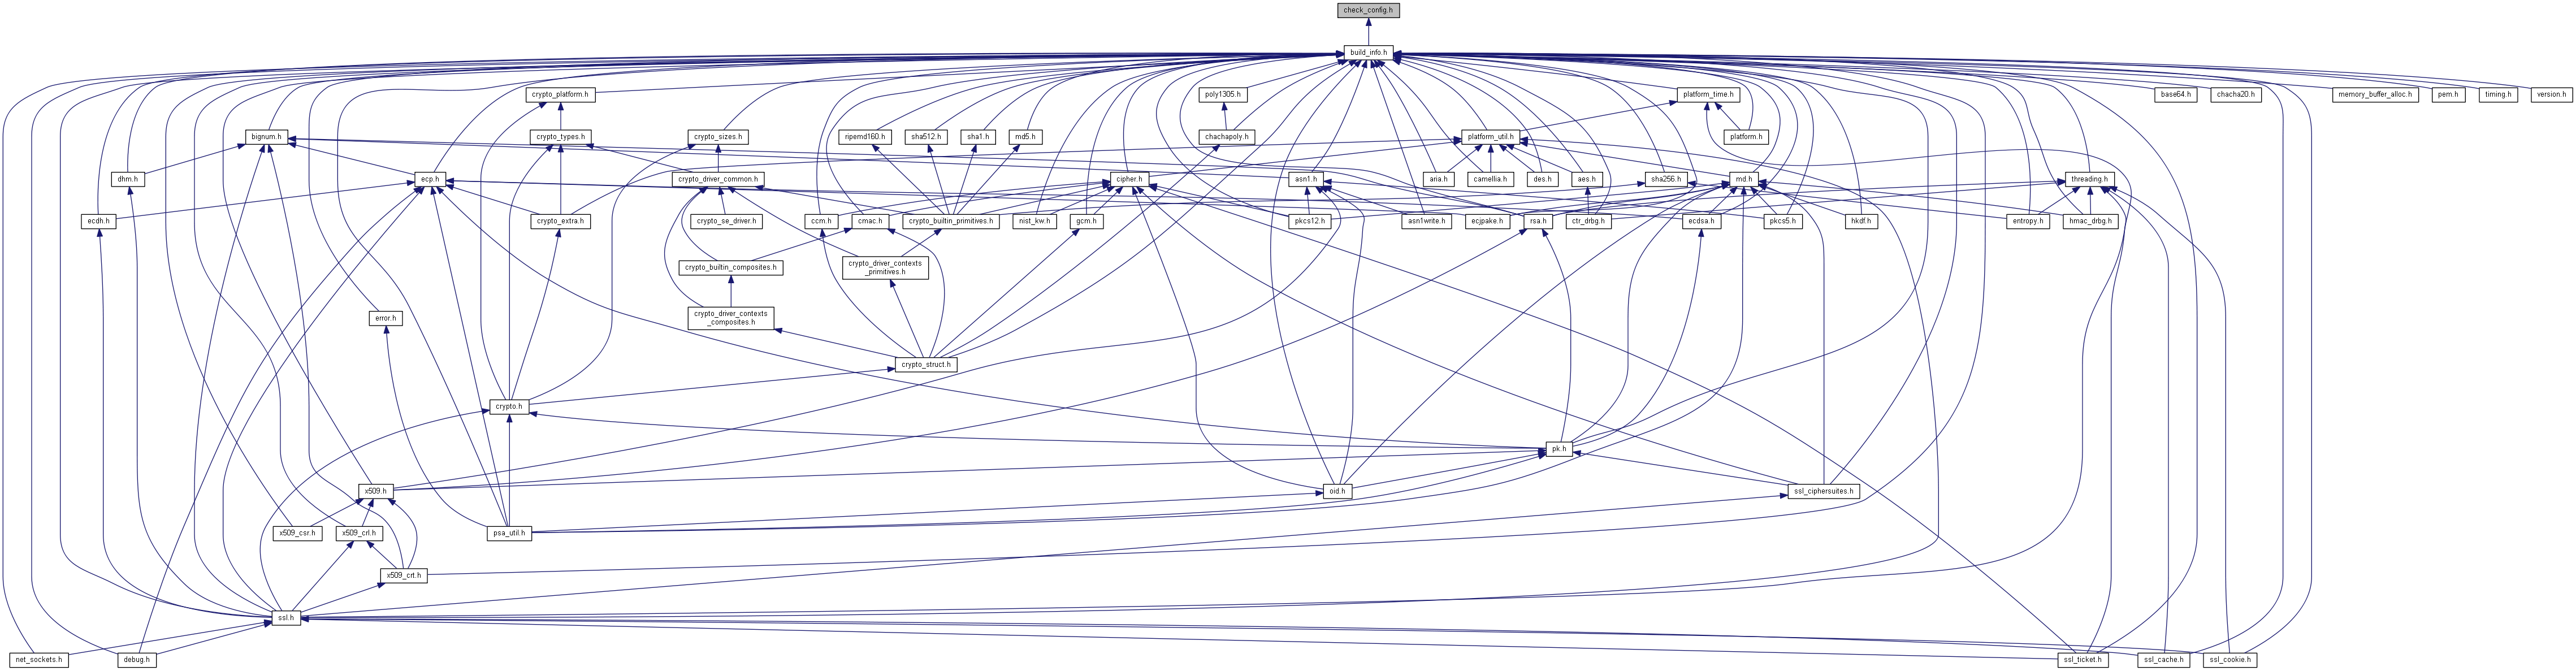 check_config.h
build_info.h
crypto_platform.h
poly1305.h
platform_time.h
base64.h
chacha20.h
memory_buffer_alloc.h
pem.h
timing.h
version.h
bignum.h
crypto_types.h
crypto_sizes.h
ripemd160.h
sha512.h
sha1.h
md5.h
chachapoly.h
platform_util.h
platform.h
dhm.h
ecp.h
crypto_driver_common.h
cipher.h
asn1.h
aria.h
camellia.h
des.h
aes.h
sha256.h
md.h
threading.h
ecdh.h
crypto_extra.h
crypto_se_driver.h
ccm.h
cmac.h
crypto_builtin_primitives.h
nist_kw.h
gcm.h
pkcs12.h
asn1write.h
ecjpake.h
rsa.h
ctr_drbg.h
ecdsa.h
pkcs5.h
hkdf.h
entropy.h
hmac_drbg.h
crypto_builtin_composites.h
crypto_driver_contexts
_primitives.h
error.h
crypto_driver_contexts
_composites.h
crypto_struct.h
crypto.h
pk.h
x509.h
oid.h
ssl_ciphersuites.h
x509_csr.h
x509_crl.h
psa_util.h
x509_crt.h
ssl.h
net_sockets.h
debug.h
ssl_ticket.h
ssl_cache.h
ssl_cookie.h